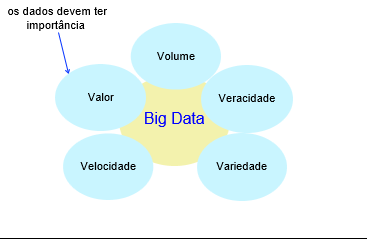 os dados devem ter
importância
Volume
Valor
Veracidade
Big Data
Velocidade
Variedade